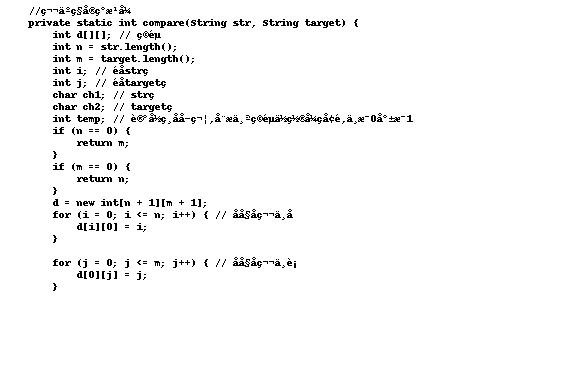 //ç¬¬äº­ç§å®ç°æ¹å¼
private static int compare(String str, String target) {
int d[][]; // ç©éµ
int n = str.length();
int m = target.length();
int i; // éåstrç
int j; // éåtargetç
char ch1; // strç
char ch2; // targetç
int temp; // è®°å½ç¸åå­ç¬¦,å¨æä¸ªç©éµä½ç½®å¼çå¢é,ä¸æ¯0å°±æ¯1
if (n == 0) {
return m;
}
if (m == 0) {
return n;
}
d = new int[n + 1][m + 1];
for (i = 0; i <= n; i++) { // åå§åç¬¬ä¸å
d[i][0] = i;
}
for (j = 0; j <= m; j++) { // åå§åç¬¬ä¸è¡
d[0][j] = j;
}